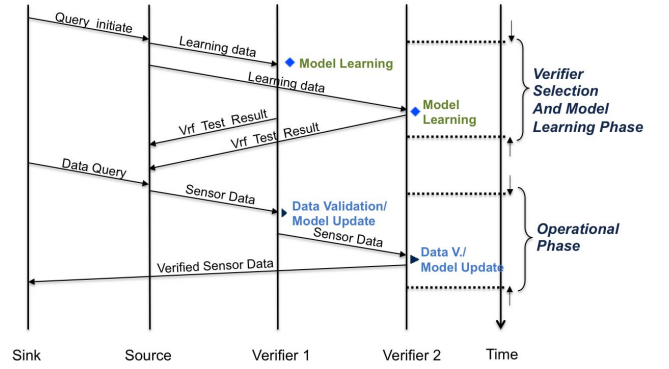 Query initiate
Learning data
Model Learning
Learning data
Model
Learning
Verifier
Selection
And Model
Learning Phase
Vrf Test Result
Vrf Test Result
Data Query
Sensor Data
Data Validation/
Model Update
Sensor Data
Data V./
Model Update
Operational
Phase
Verified Sensor Data
Sink
Source
Verifier 1
Verifier 2
Time